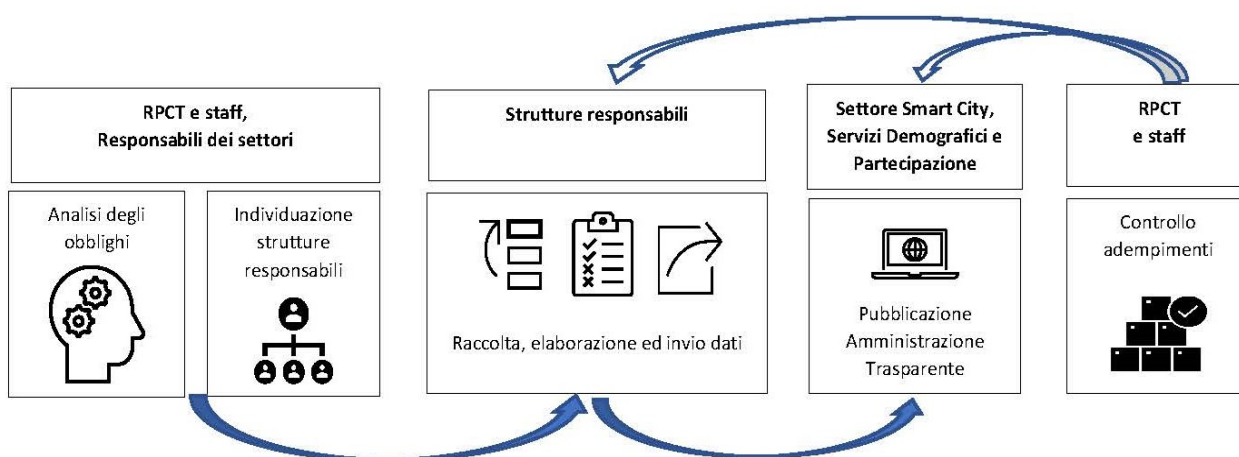 RPCT e staff,
Responsabili dei settori
Analisi degli
obblighi
Individuazione
strutture
responsabili
Strutture responsabili
Raccolta, elaborazione ed invio dati
Settore Smart City,
Servizi Demografici e
Partecipazione
Pubblicazione
Amministrazione
Trasparente
RPCT
e staff
Controllo
adempimenti